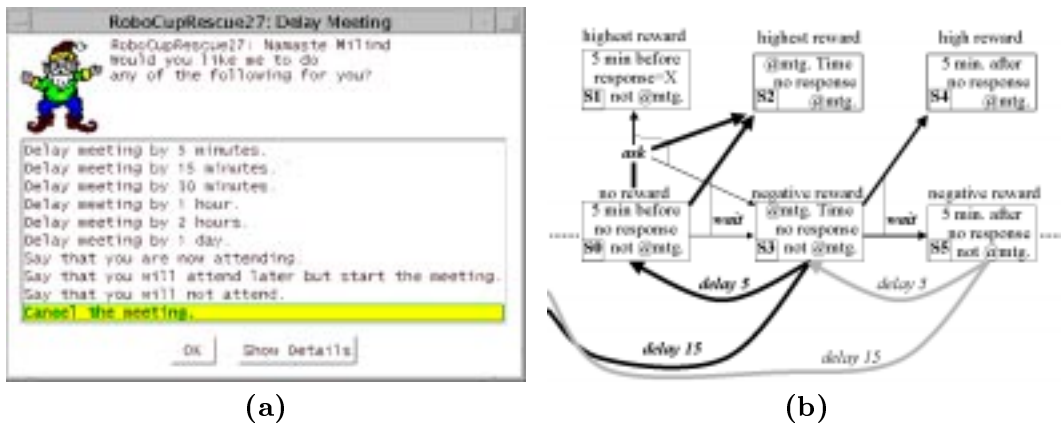 RoboCupRescue27: Delay Meeting
RoboCupRescue27: Namaste Milind
Would you like me to do
any of the following for you?
Delay meeting by 5 minutes.
Delay meeting by 15 minutes.
Delay meeting by 30 minutes.
Delay meeting by 1 hour.
Delay meeting by 2 hours.
Delay meeting by 1 day.
Say that you are now attending.
Say that you will attend later but start the meeting.
Say that you will not attend.
Cancel the meeting.
OK Show Details
(a)
highest reward
5 min before
response=X
S1 not @mtg.
highest reward
@mtg. Time
no response
S2 @mtg.
high reward
5 min. after
no response
S4 @mtg.
ask
no reward
5 min before
no response
S0 not @mtg.
wait
negative reward
@mtg. Time
no response
S3 not @mtg.
wait
negative reward
5 min. after
no response
S5 not @mtg.
delay 5
delay 5
delay 15
delay 15
(b)